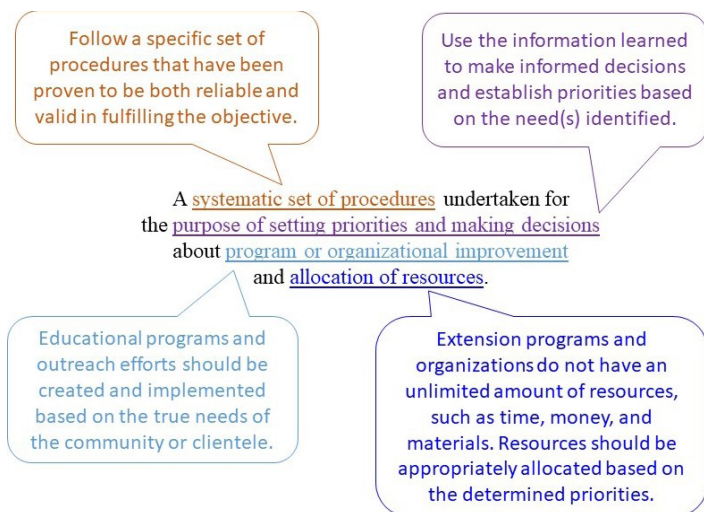 Follow a specific set of
procedures that have been
proven to be both reliable and
valid in fulfilling the objective.
Use the information learned
to make informed decisions
and establish priorities based
on the need(s) identified.
A systematic set of procedures undertaken for
the purpose of setting priorities and making decisions
about program or organizational improvement
and allocation of resources.
Educational programs and
outreach efforts should be
created and implemented
based on the true needs of
the community or clientele.
Extension programs and
organizations do not have an
unlimited amount of resources,
such as time, money, and
materials. Resources should be
appropriately allocated based on
the determined priorities.